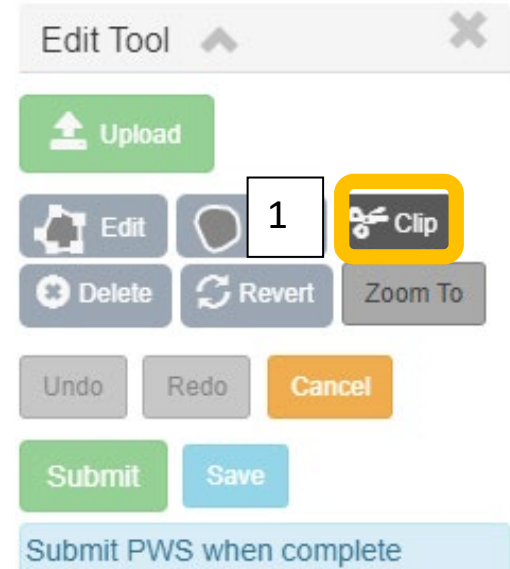 Edit Tool
Upload
Edit 1 Clip
Delete Revert Zoom To
Undo Redo Cancel
Submit Save
Submit PWS when complete